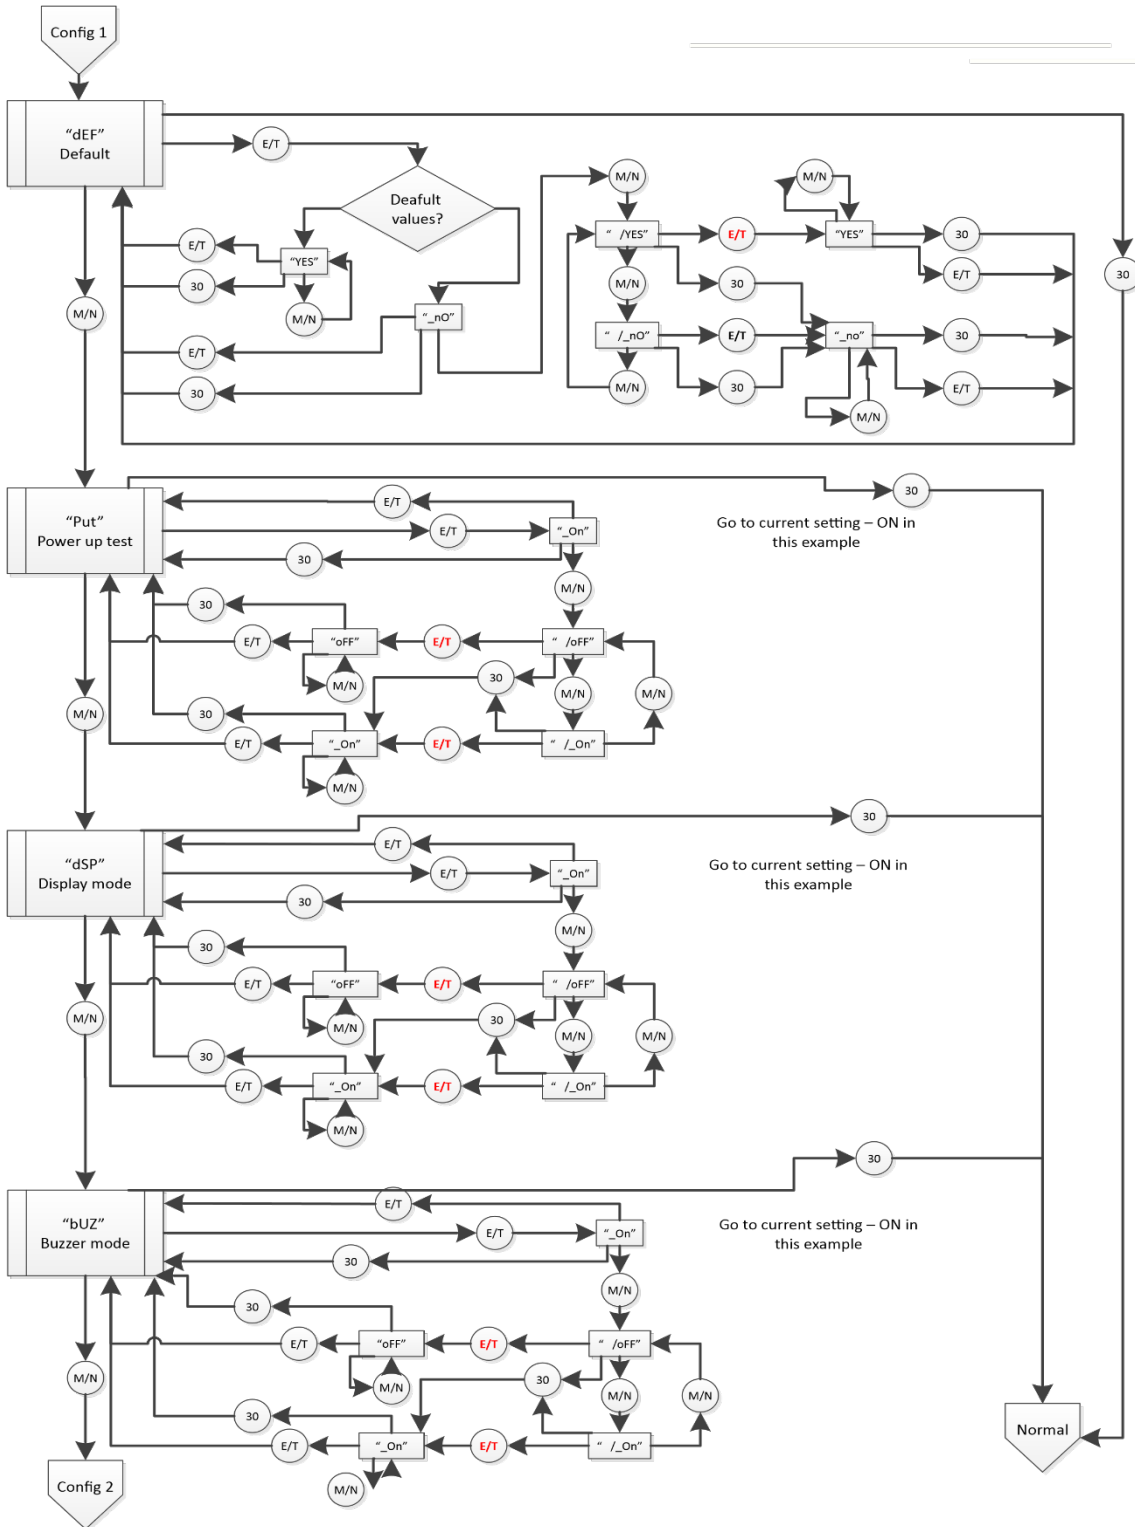 Config 1
“dEF”
Default
E/T
Deafult
values?
M/N
M/N
E/T
“YES”
30
M/N
“_nO”
E/T
30
M/N
“ /YES”
E/T
“YES”
30
M/N
30
E/T
30
“ /_nO”
E/T
“_no”
30
M/N
30
E/T
M/N
“Put”
Power up test
E/T
30
E/T
“_On”
Go to current setting – ON in
this example
30
M/N
30
E/T
“oFF”
E/T
“ /oFF”
M/N
30
M/N
M/N
M/N
30
E/T
“_On”
E/T
“ /_On”
M/N
30
“dSP”
Display mode
E/T
E/T
“_On”
Go to current setting – ON in
this example
30
M/N
30
E/T
“oFF”
E/T
“ /oFF”
M/N
M/N
30
M/N
M/N
30
E/T
“_On”
E/T
“ /_On”
M/N
30
“bUZ”
Buzzer mode
E/T
E/T
“_On”
Go to current setting – ON in
this example
30
M/N
30
E/T
“oFF”
E/T
“ /oFF”
M/N
M/N
30
M/N
M/N
30
E/T
“_On”
E/T
“ /_On”
M/N
Normal
Config 2